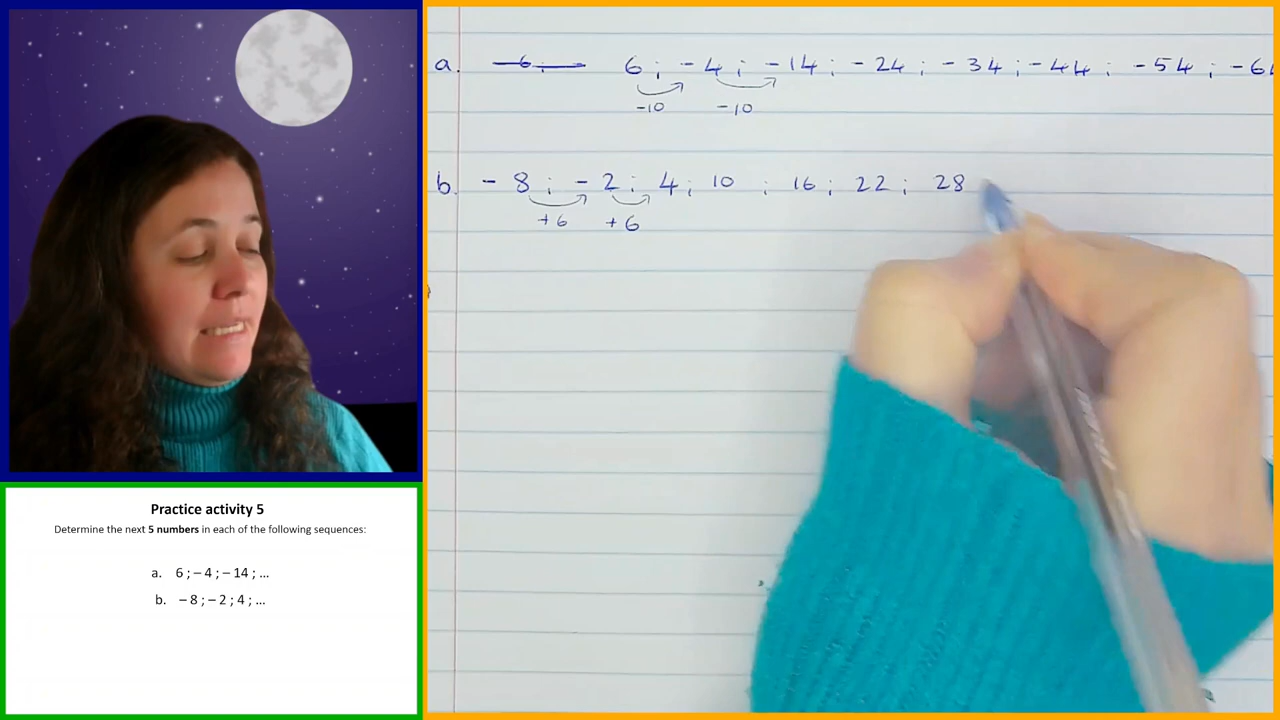 a. 6; 6; -4; -14; -24; -34; -44; -54;
-10 -10
b. -8; -2; 4; 10; 16; 22; 28
+6 +6
Practice activity 5
Determine the next 5 numbers in each of the following sequences:
a. 6 ; – 4 ; – 14 ; ...
b. – 8 ; – 2 ; 4 ; ...